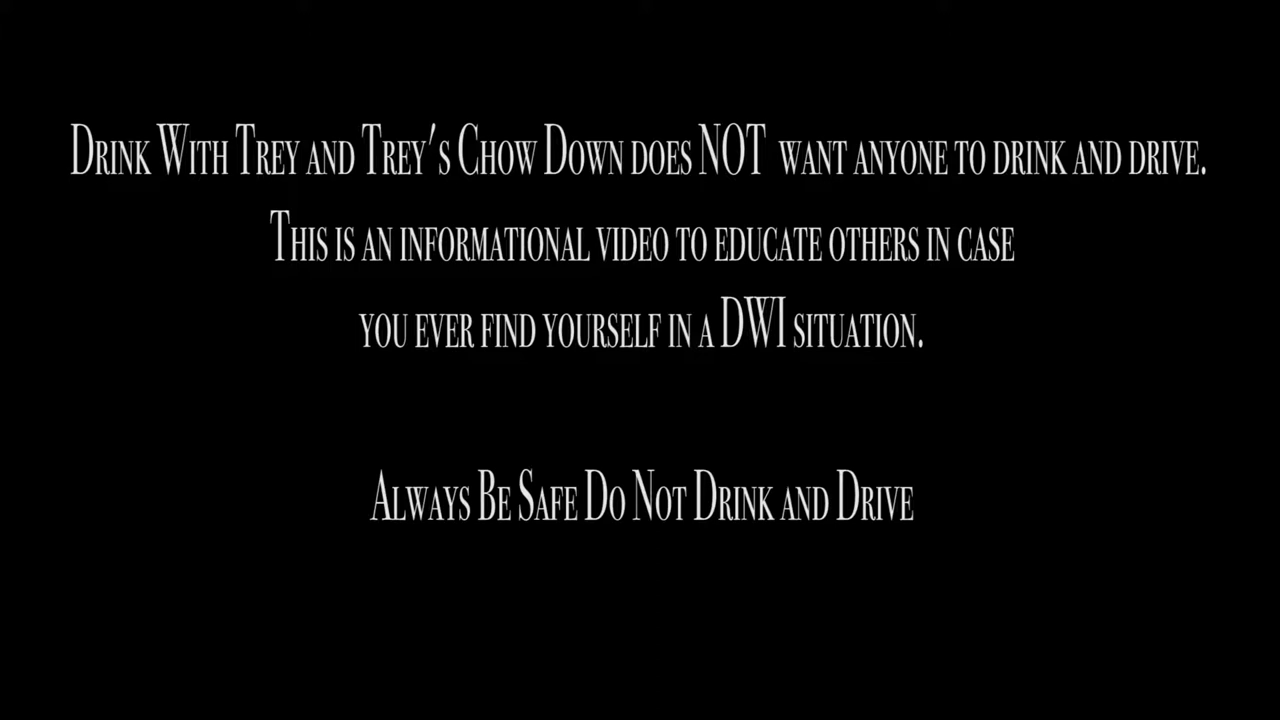 Drink With Trey and Trey's Chow Down does NOT want anyone to drink and drive.
This is an informational video to educate others in case
you ever find yourself in a DWI situation.
Always Be Safe Do Not Drink and Drive